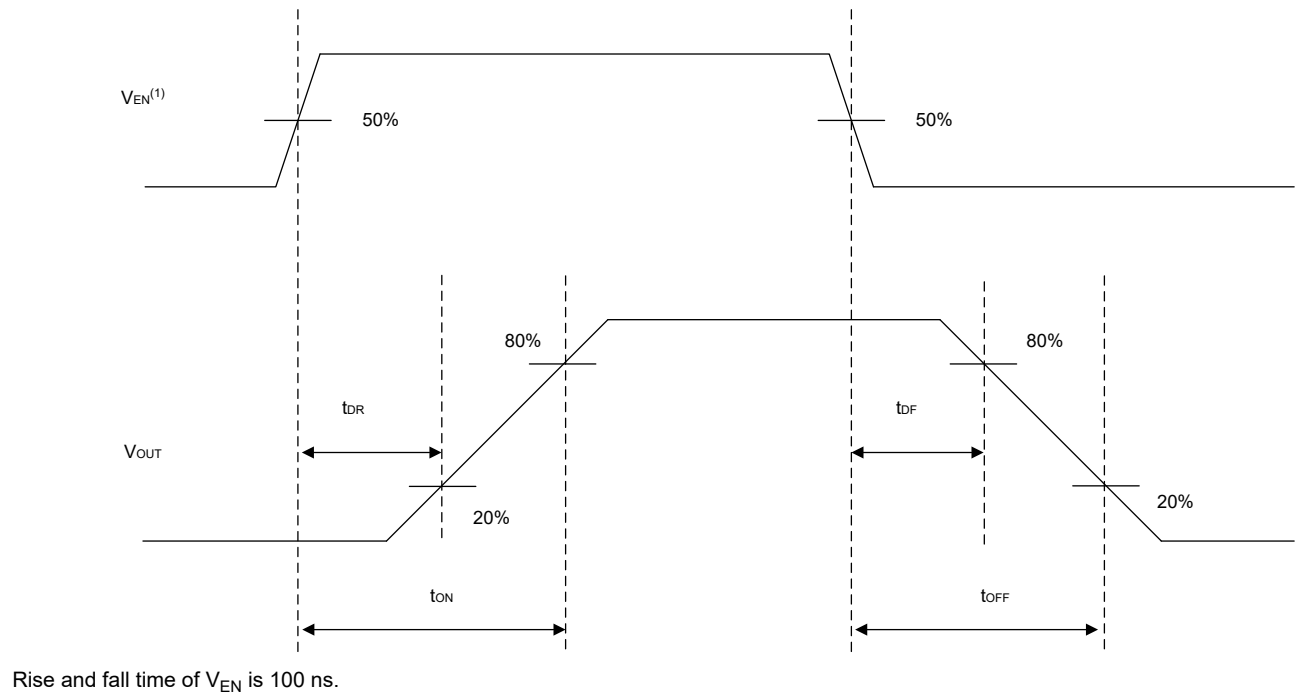 VEN(1)
50%
50%
80%
80%
tDR
tDF
VOUT
20%
20%
tON
tOFF
Rise and fall time of VEN is 100 ns.